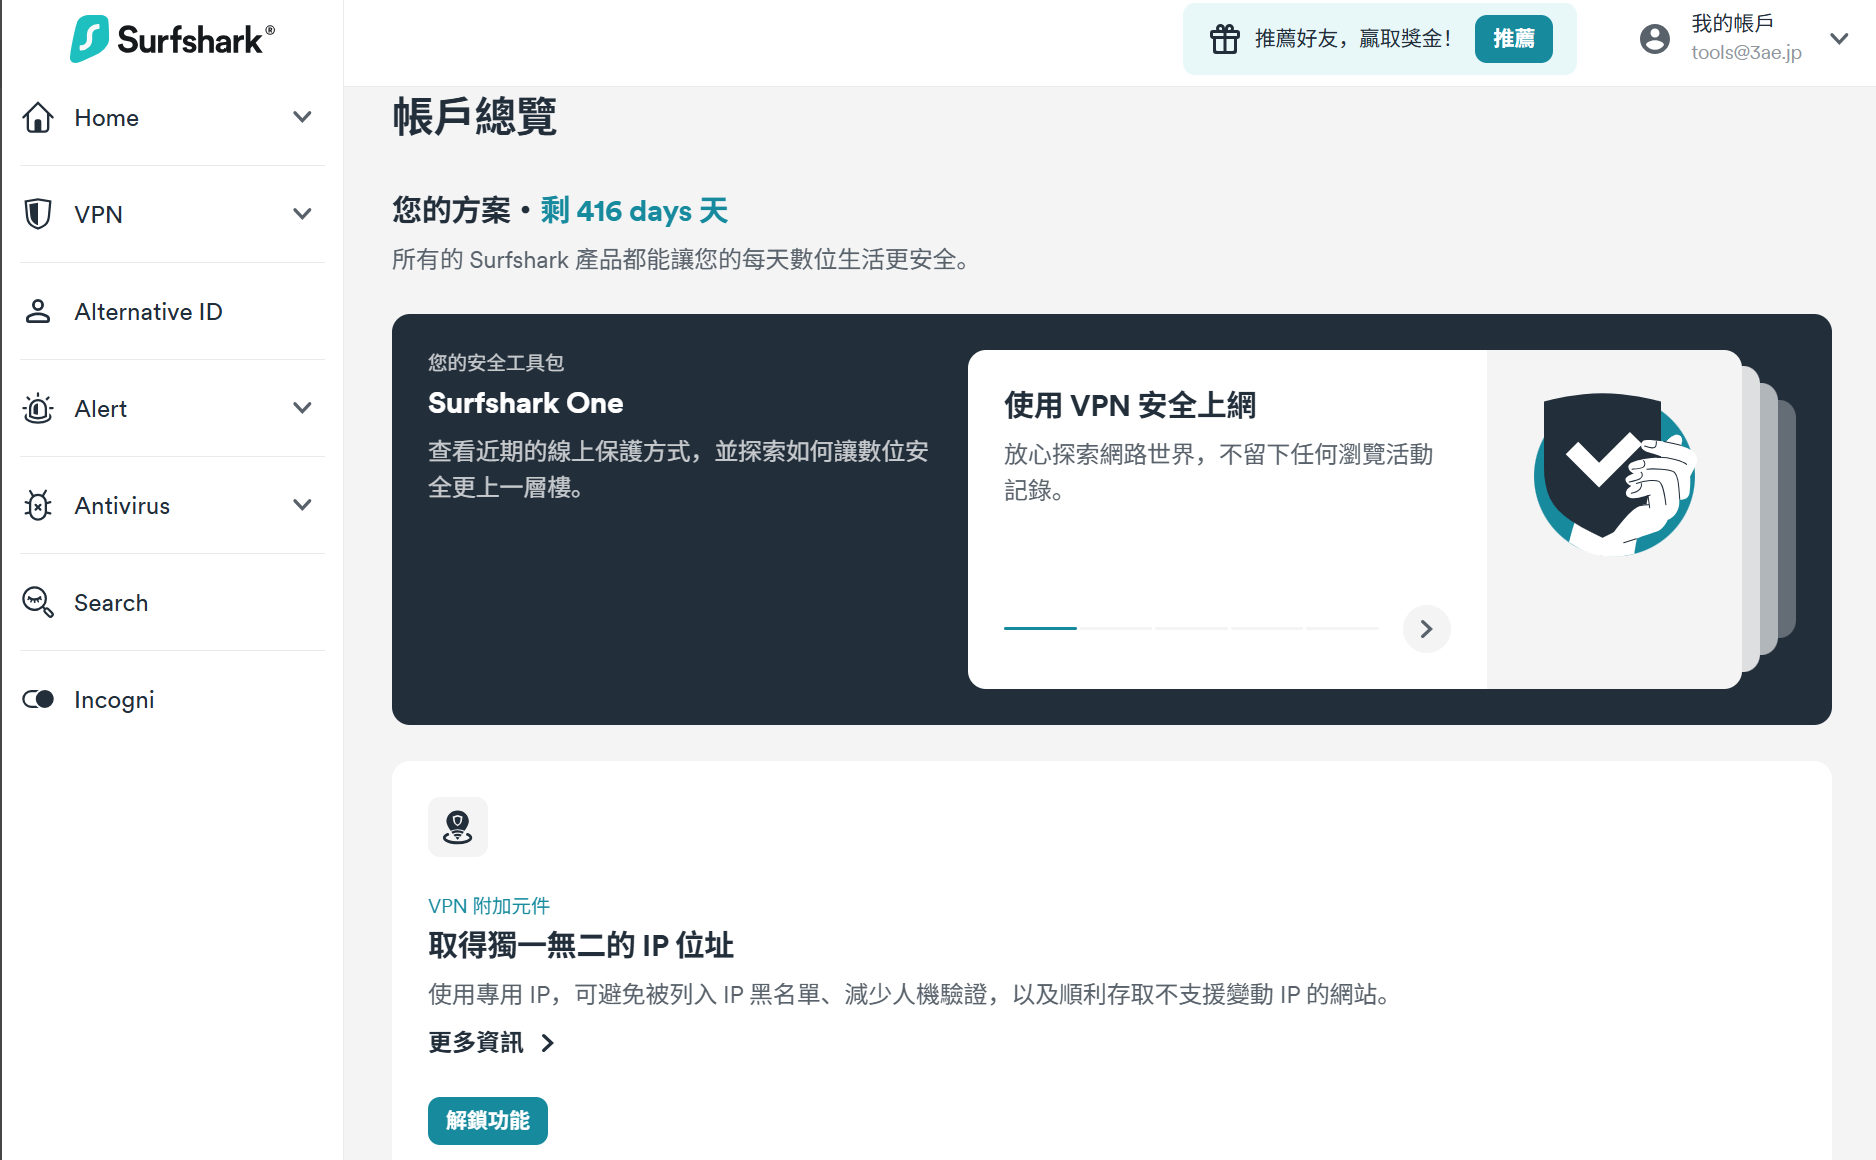 Surfshark®
推薦好友，贏取獎金！
推薦
我的帳戶
tools@3ae.jp
Home
VPN
Alternative ID
Alert
Antivirus
Search
Incogni
帳戶總覽
您的方案・剩 416 days 天
所有的 Surfshark 產品都能讓您的每天數位生活更安全。
您的安全工具包
Surfshark One
查看近期的線上保護方式，並探索如何讓數位安
全更上一層樓。
使用 VPN 安全上網
放心探索網路世界，不留下任何瀏覽活動
記錄。
VPN 附加元件
取得獨一無二的 IP 位址
使用專用 IP，可避免被列入 IP 黑名單、減少人機驗證，以及順利存取不支援變動 IP 的網站。
更多資訊
解鎖功能